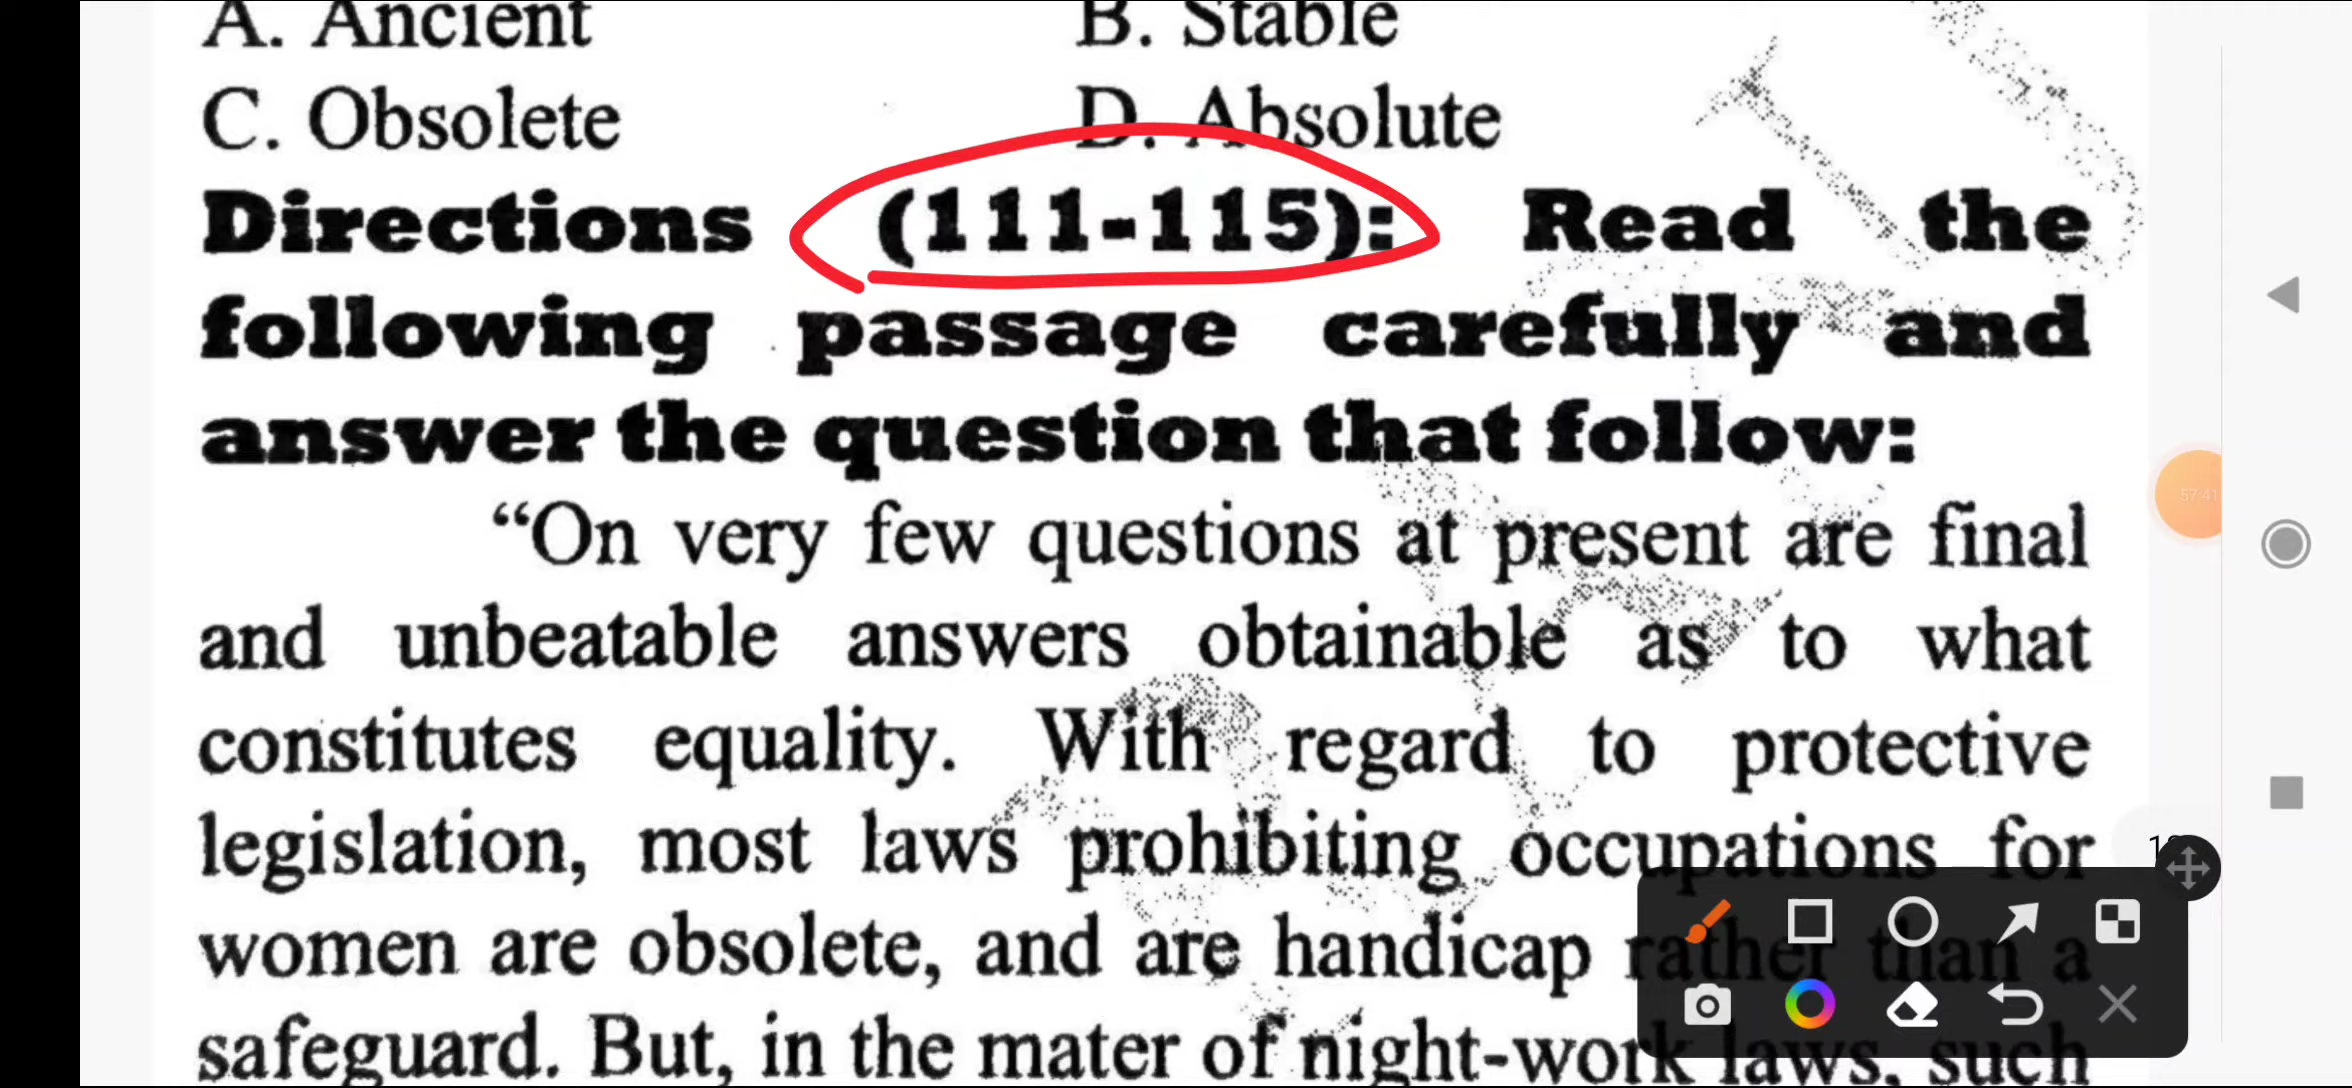 A. Ancient B. Stable
C. Obsolete D. Absolute
Directions (111-115): Read the
following passage carefully and
answer the question that follow:
“On very few questions at present are final
and unbeatable answers obtainable as to what
constitutes equality. With regard to protective
legislation, most laws prohibiting occupations for
women are obsolete, and are handicap rather than a
safeguard. But, in the mater of night-work laws, such
57:41